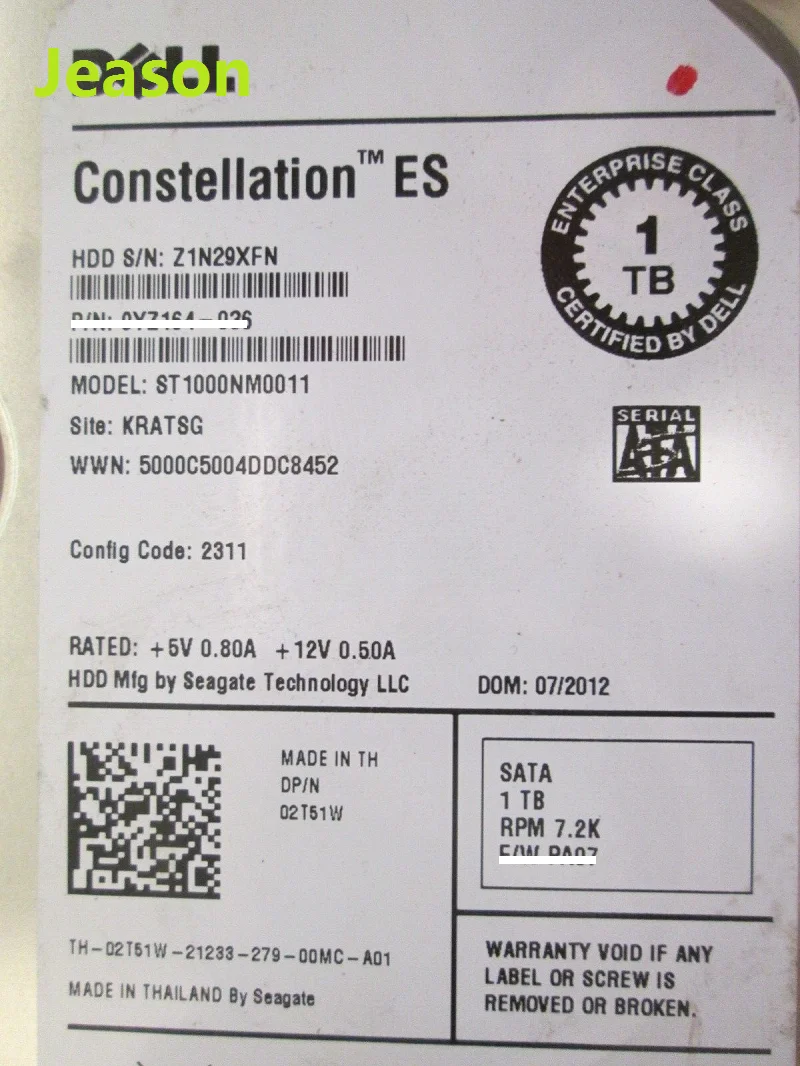 DELL
Jeason
Constellation™ ES
ENTERPRISE CLASS
1
TB
CERTIFIED BY DELL
HDD S/N: Z1N29XFN
MODEL: ST1000NM0011
Site: KRATSG
WWN: 5000C5004DDC8452
SERIAL
ATA
Config Code: 2311
RATED: +5V 0.80A +12V 0.50A
HDD Mfg by Seagate Technology LLC
DOM: 07/2012
MADE IN TH
DP/N
02T51W
SATA
1 TB
RPM 7.2K
TH-02T51W-21233-279-00MC-A01
MADE IN THAILAND By Seagate
WARRANTY VOID IF ANY
LABEL OR SCREW IS
REMOVED OR BROKEN.